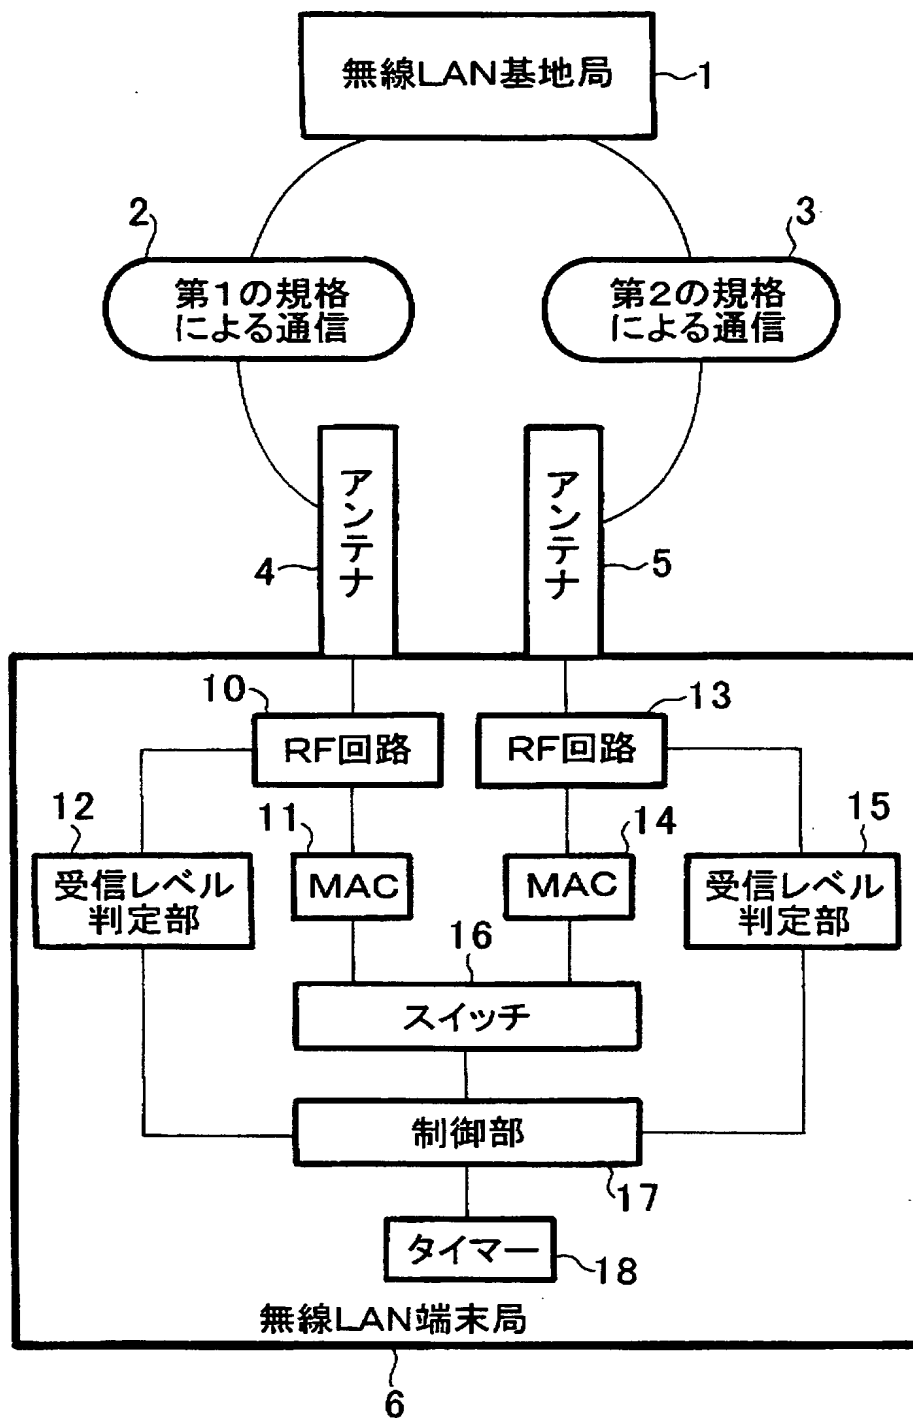 無線LAN基地局
1
2
3
第1の規格
による通信
第2の規格
による通信
アンテナ
アンテナ
4
5
10
13
RF回路
RF回路
12
11
14
15
受信レベル
判定部
MAC
MAC
受信レベル
判定部
16
スイッチ
制御部
17
タイマー
18
無線LAN端末局
6